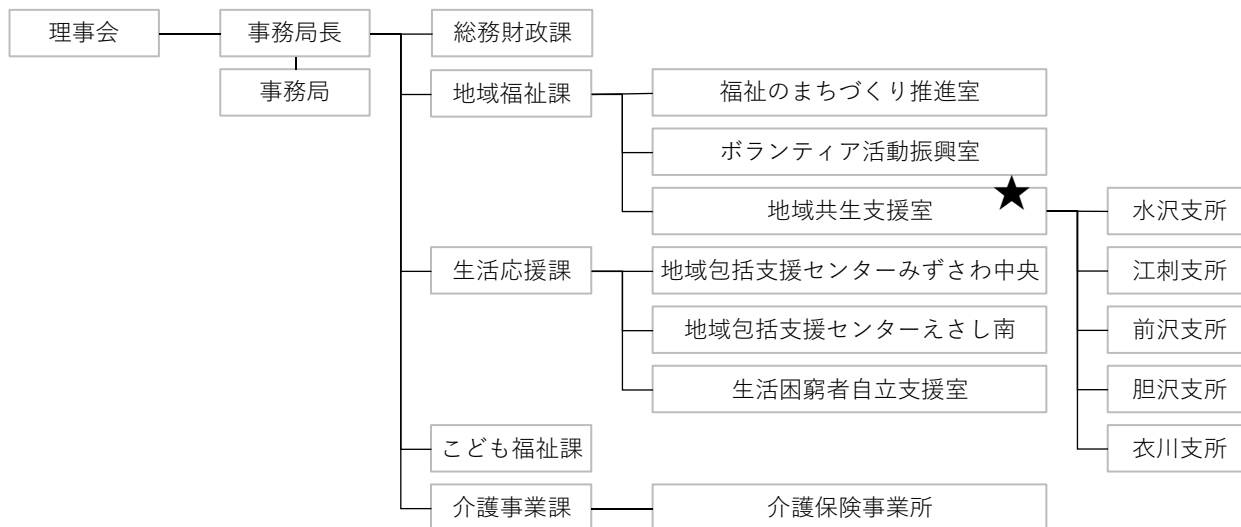 理事会
事務局長
事務局
総務財政課
地域福祉課
福祉のまちづくり推進室
ボランティア活動振興室
地域共生支援室
水沢支所
江刺支所
前沢支所
胆沢支所
衣川支所
生活応援課
地域包括支援センターみずさわ中央
地域包括支援センターえさし南
生活困窮者自立支援室
こども福祉課
介護事業課
介護保険事業所